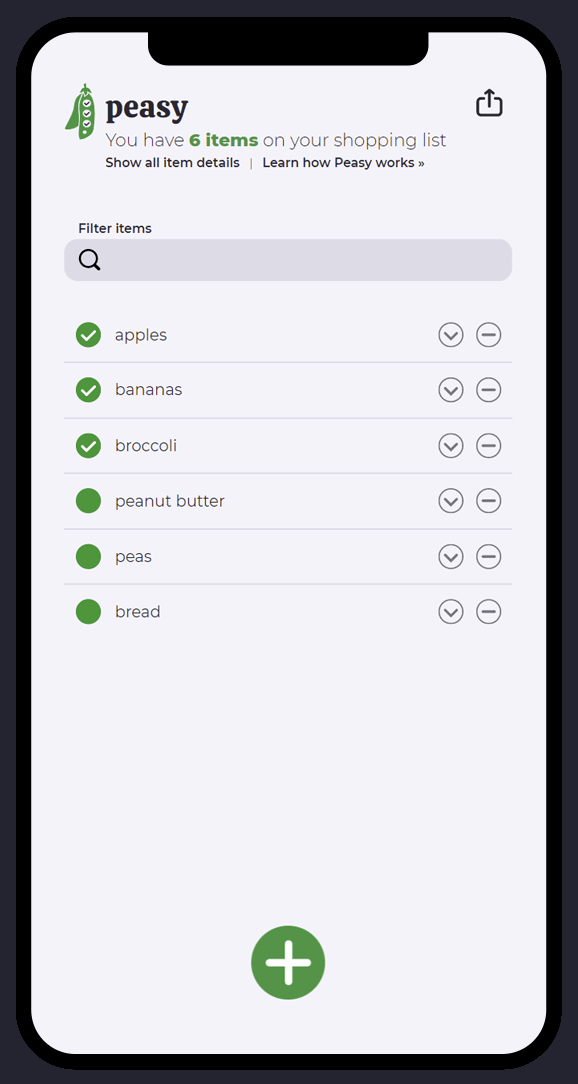 peasy
You have 6 items on your shopping list
Show all item details | Learn how Peasy works »
Filter items
apples
bananas
broccoli
peanut butter
peas
bread